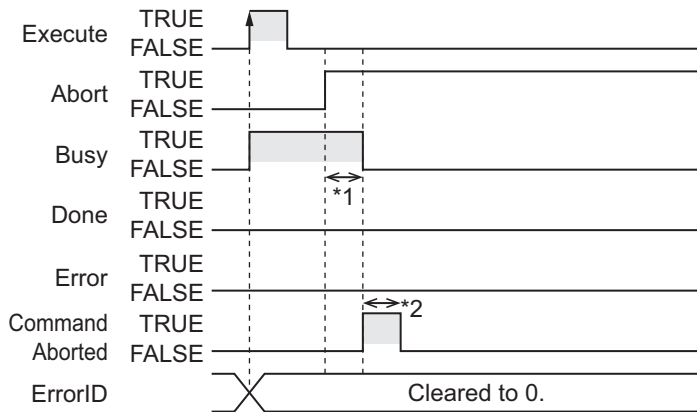 Execute TRUE
FALSE
Abort TRUE
FALSE
Busy TRUE
FALSE
*1
Done TRUE
FALSE
Error TRUE
FALSE
*2
Command TRUE
Aborted FALSE
ErrorID Cleared to 0.